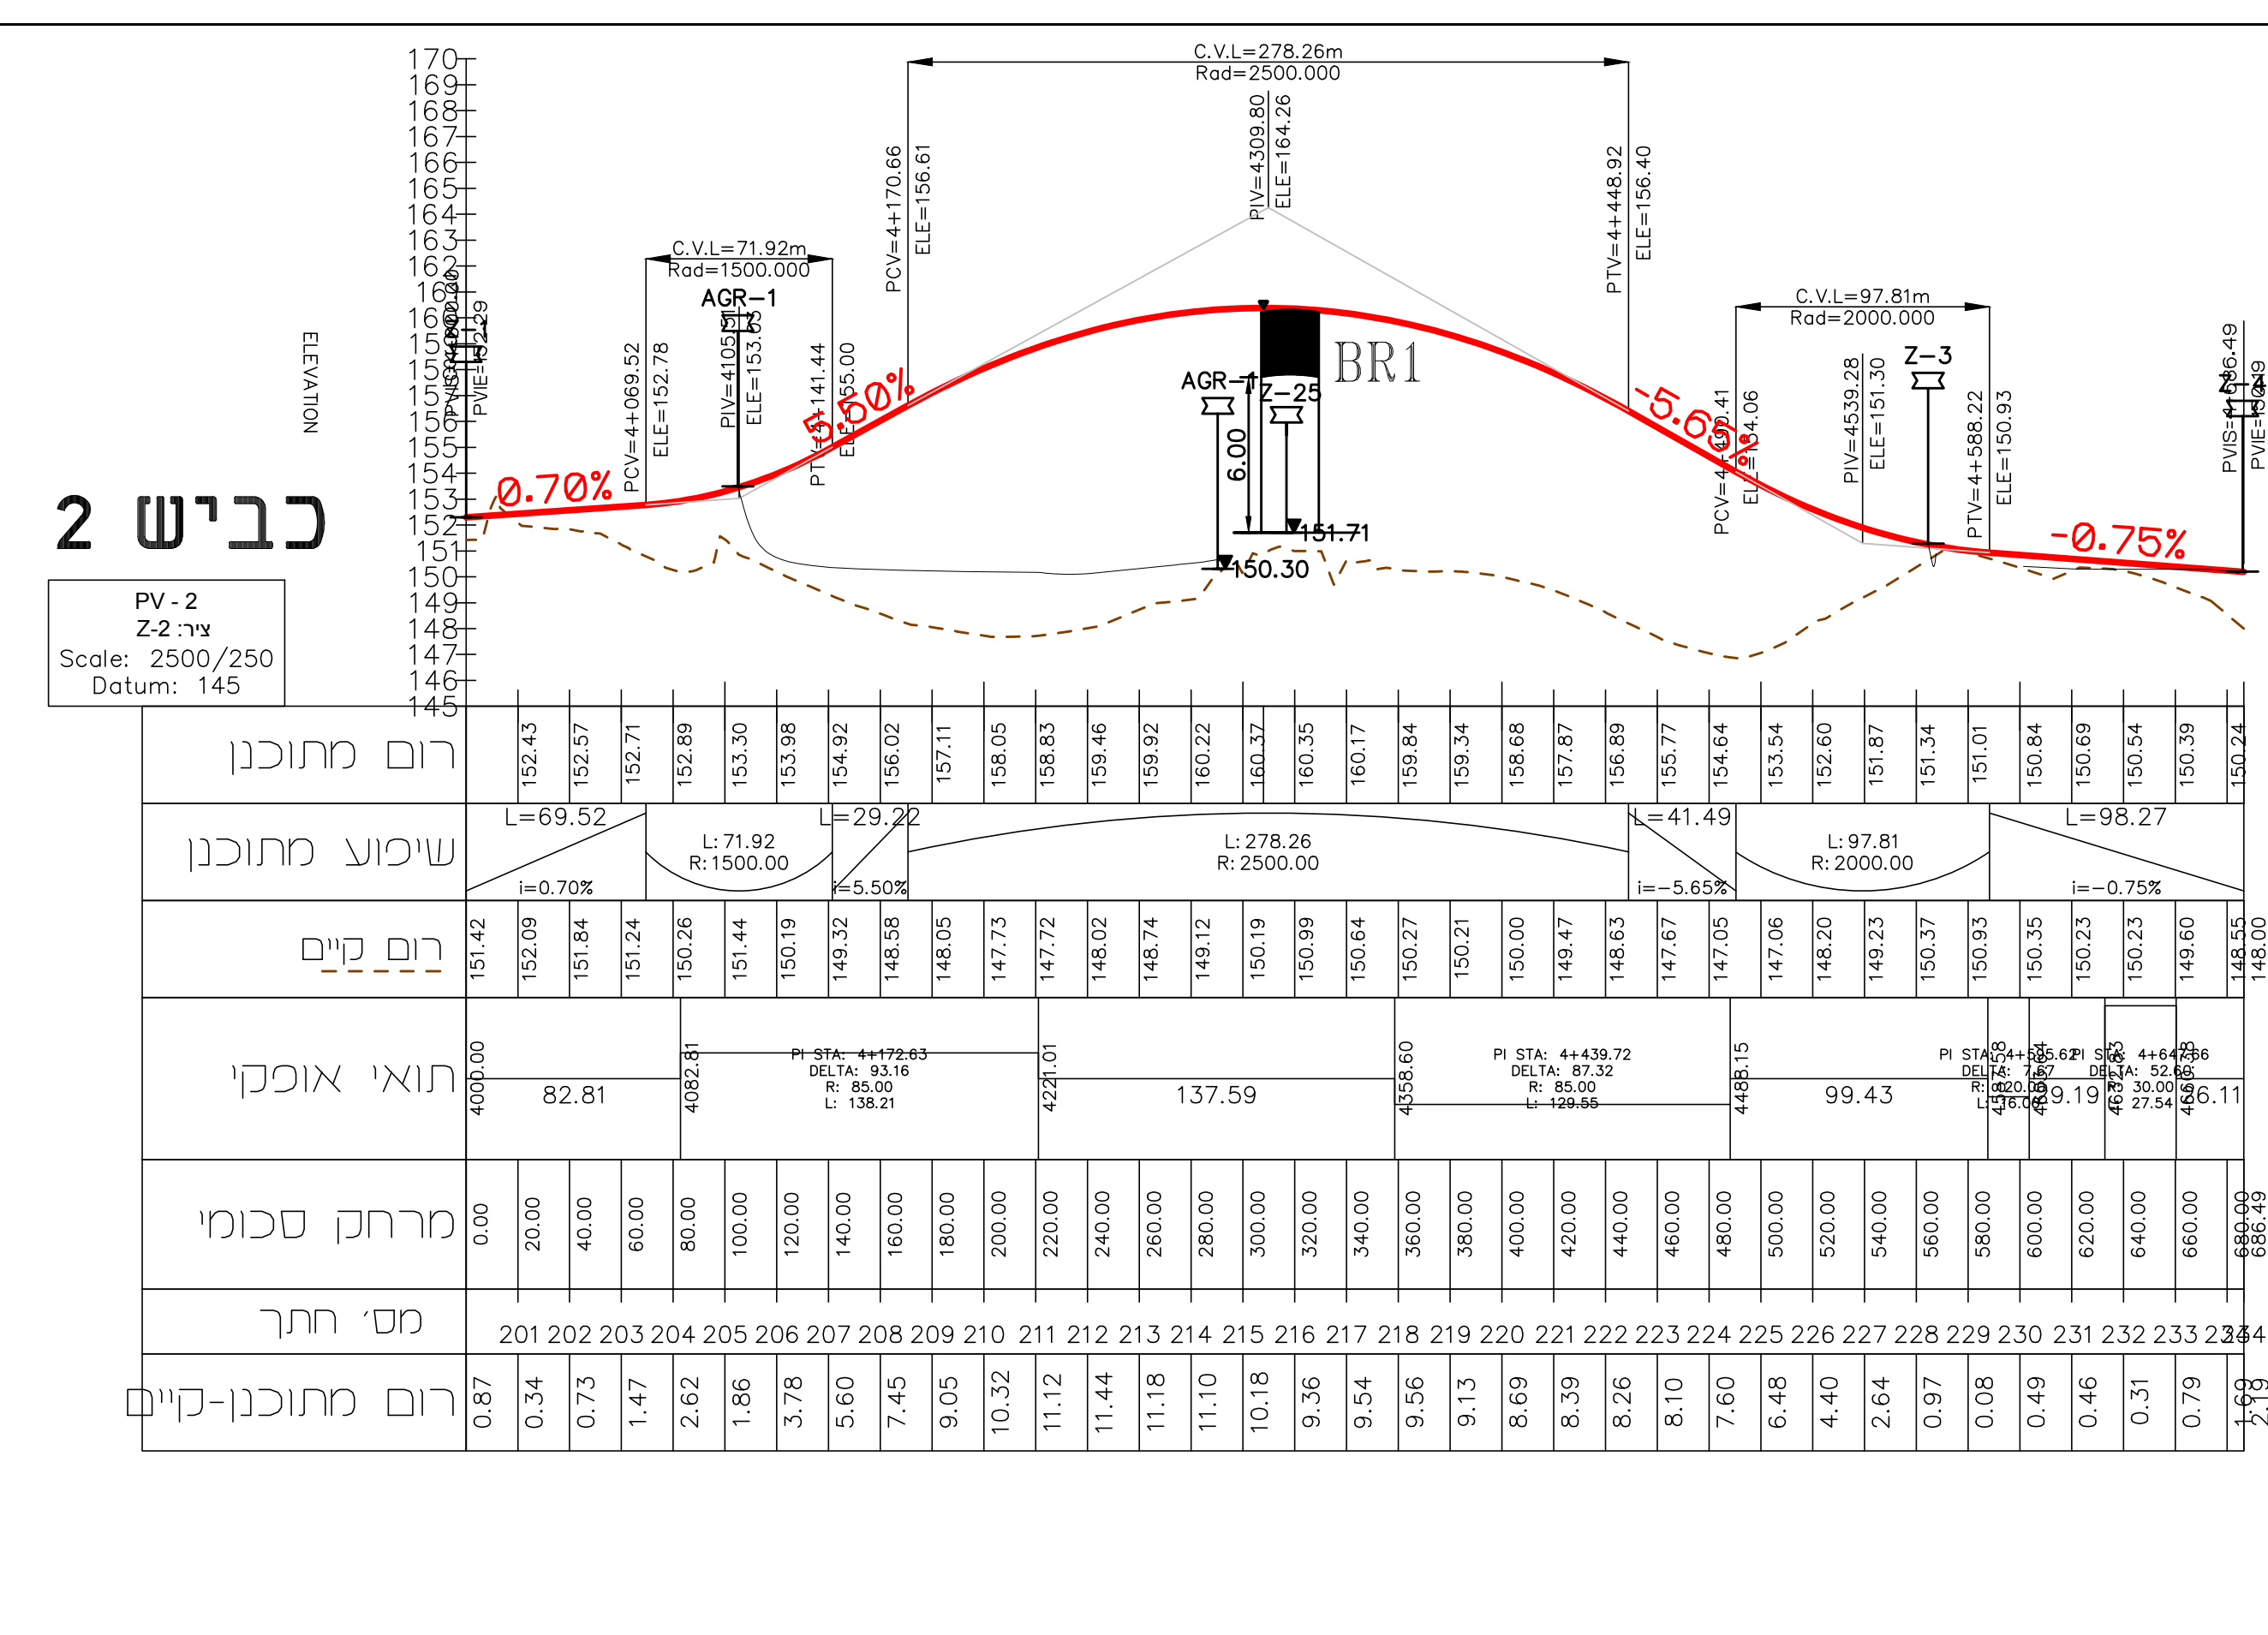 C.V.L=278.26m
Rad=2500.000
PIV=4309.80
ELE=164.26
PCV=4+170.66
ELE=156.61
PTV=4+448.92
ELE=156.40
C.V.L=71.92m
Rad=1500.000
AGR-1
PCV=4+069.52
ELE=152.78
ELE=155.00
C.V.L=97.81m
Rad=2000.000
PIV=4539.28
ELE=151.30
Z-3
PTV=4+588.22
ELE=150.93
170
169
168
167
166
165
164
163
162
161
160
159
158
157
156
155
154
153
152
151
150
149
148
147
146
145
ELEVATION
0.70%
5.50%
-5.65%
-0.75%
BR1
AGR-1
Z-25
6.00
151.71
150.30
כביש 2
PV - 2
ציר: Z-2
Scale: 2500/250
Datum: 145
רום מתוכנן
152.43 152.57 152.71 152.89 153.30 153.98 154.92 156.02 157.11 158.05 158.83 159.46 159.92 160.22 160.37 160.35 160.17 159.84 159.34 158.68 157.87 156.89 155.77 154.64 153.54 152.60 151.87 151.34 151.01 150.84 150.69 150.54 150.39 150.24
שיפוע מתוכנן
L=69.52 L=29.22 L=41.49 L=98.27
L:71.92 L:278.26 L:97.81
R:1500.00 R:2500.00 R:2000.00
i=0.70% i=5.50% i=-5.65% i=-0.75%
רום קיים
151.42 152.09 151.84 151.24 150.26 151.44 150.19 149.32 148.58 148.05 147.73 147.72 148.02 148.74 149.12 150.19 150.99 150.64 150.27 150.21 150.00 149.47 148.63 147.67 147.05 147.06 148.20 149.23 150.37 150.93 150.35 150.23 150.23 149.60 148.55 148.00
תוואי אופקי
4000.00 4082.81 4221.01 4358.60 4488.15
82.81 137.59 99.43
PI STA: 4+172.63
DELTA: 93.16
R: 85.00
L: 138.21
PI STA: 4+439.72
DELTA: 87.32
R: 85.00
L: 129.55
מרחק סכומי
0.00 20.00 40.00 60.00 80.00 100.00 120.00 140.00 160.00 180.00 200.00 220.00 240.00 260.00 280.00 300.00 320.00 340.00 360.00 380.00 400.00 420.00 440.00 460.00 480.00 500.00 520.00 540.00 560.00 580.00 600.00 620.00 640.00 660.00 680.00 686.49
מס' חתך
201 202 203 204 205 206 207 208 209 210 211 212 213 214 215 216 217 218 219 220 221 222 223 224 225 226 227 228 229 230 231 232 233
רום מתוכנן-קיים
0.87 0.34 0.73 1.47 2.62 1.86 3.78 5.60 7.45 9.05 10.32 11.12 11.44 11.18 11.10 10.18 9.36 9.54 9.56 9.13 8.69 8.39 8.26 8.10 7.60 6.48 4.40 2.64 0.97 0.08 0.49 0.46 0.31 0.79 1.69 2.19